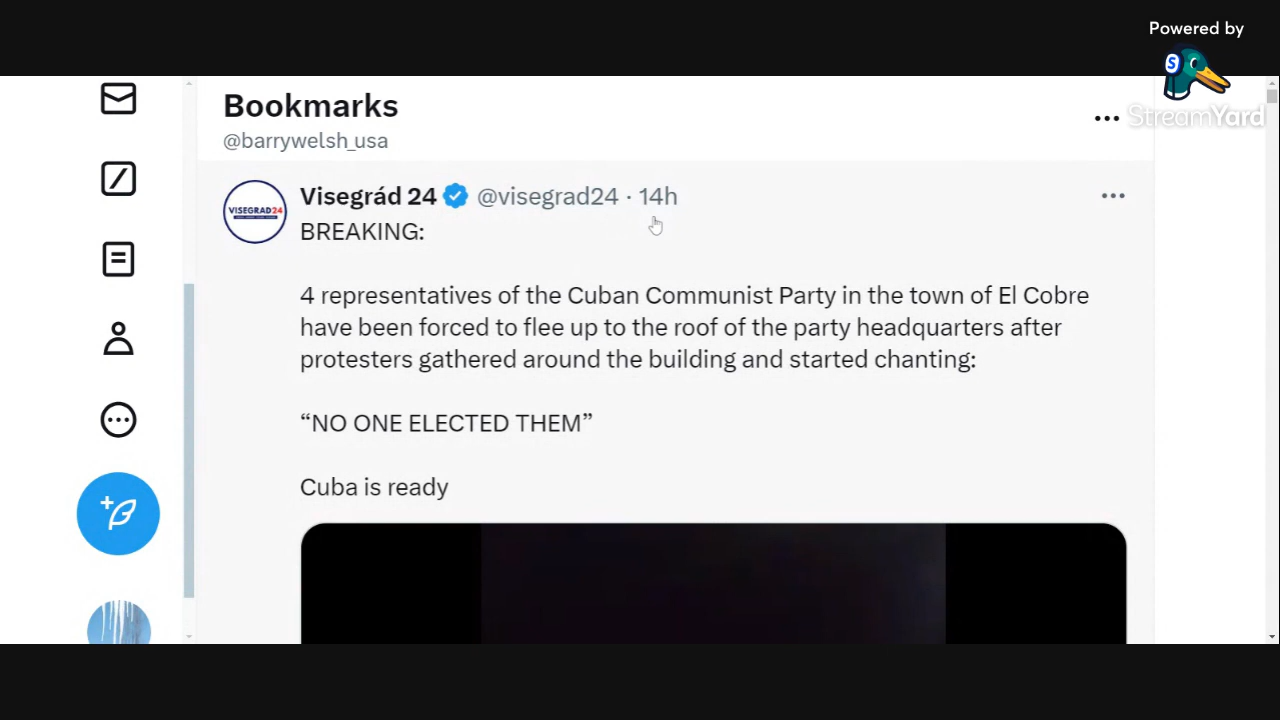 Powered by
S
StreamYard
Bookmarks
@barrywelsh_usa
VISEGRAD24
Visegrád 24 @visegrad24 · 14h
BREAKING:
4 representatives of the Cuban Communist Party in the town of El Cobre
have been forced to flee up to the roof of the party headquarters after
protesters gathered around the building and started chanting:
“NO ONE ELECTED THEM”
Cuba is ready